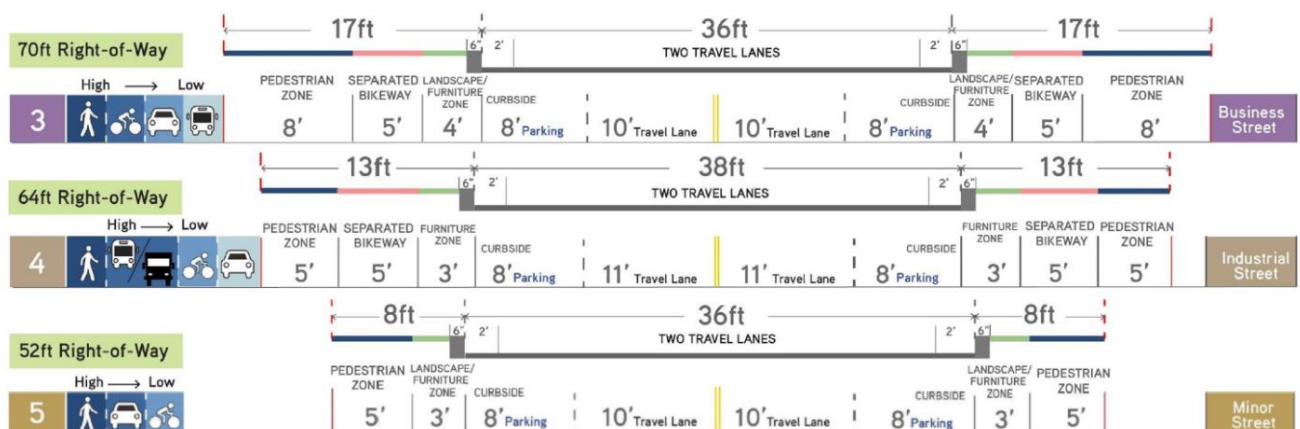 17ft 36ft 17ft
70ft Right-of-Way
6" 2' TWO TRAVEL LANES 2' 6"
High → Low
PEDESTRIAN ZONE SEPARATED BIKEWAY LANDSCAPE/ FURNITURE ZONE CURBSIDE CURBSIDE LANDSCAPE/ FURNITURE ZONE SEPARATED BIKEWAY PEDESTRIAN ZONE
3 8' 5' 4' 8' Parking 10' Travel Lane 10' Travel Lane 8' Parking 4' 5' 8' Business Street
13ft 38ft 13ft
64ft Right-of-Way
6" 2' TWO TRAVEL LANES 2' 6"
High → Low
PEDESTRIAN ZONE SEPARATED BIKEWAY FURNITURE ZONE CURBSIDE CURBSIDE FURNITURE ZONE SEPARATED BIKEWAY PEDESTRIAN ZONE
4 5' 5' 3' 8' Parking 11' Travel Lane 11' Travel Lane 8' Parking 3' 5' 5' Industrial Street
8ft 36ft 8ft
52ft Right-of-Way
6" 2' TWO TRAVEL LANES 2' 6"
High → Low
PEDESTRIAN ZONE LANDSCAPE/ FURNITURE ZONE CURBSIDE CURBSIDE LANDSCAPE/ FURNITURE ZONE PEDESTRIAN ZONE
5 5' 3' 8' Parking 10' Travel Lane 10' Travel Lane 8' Parking 3' 5' Minor Street